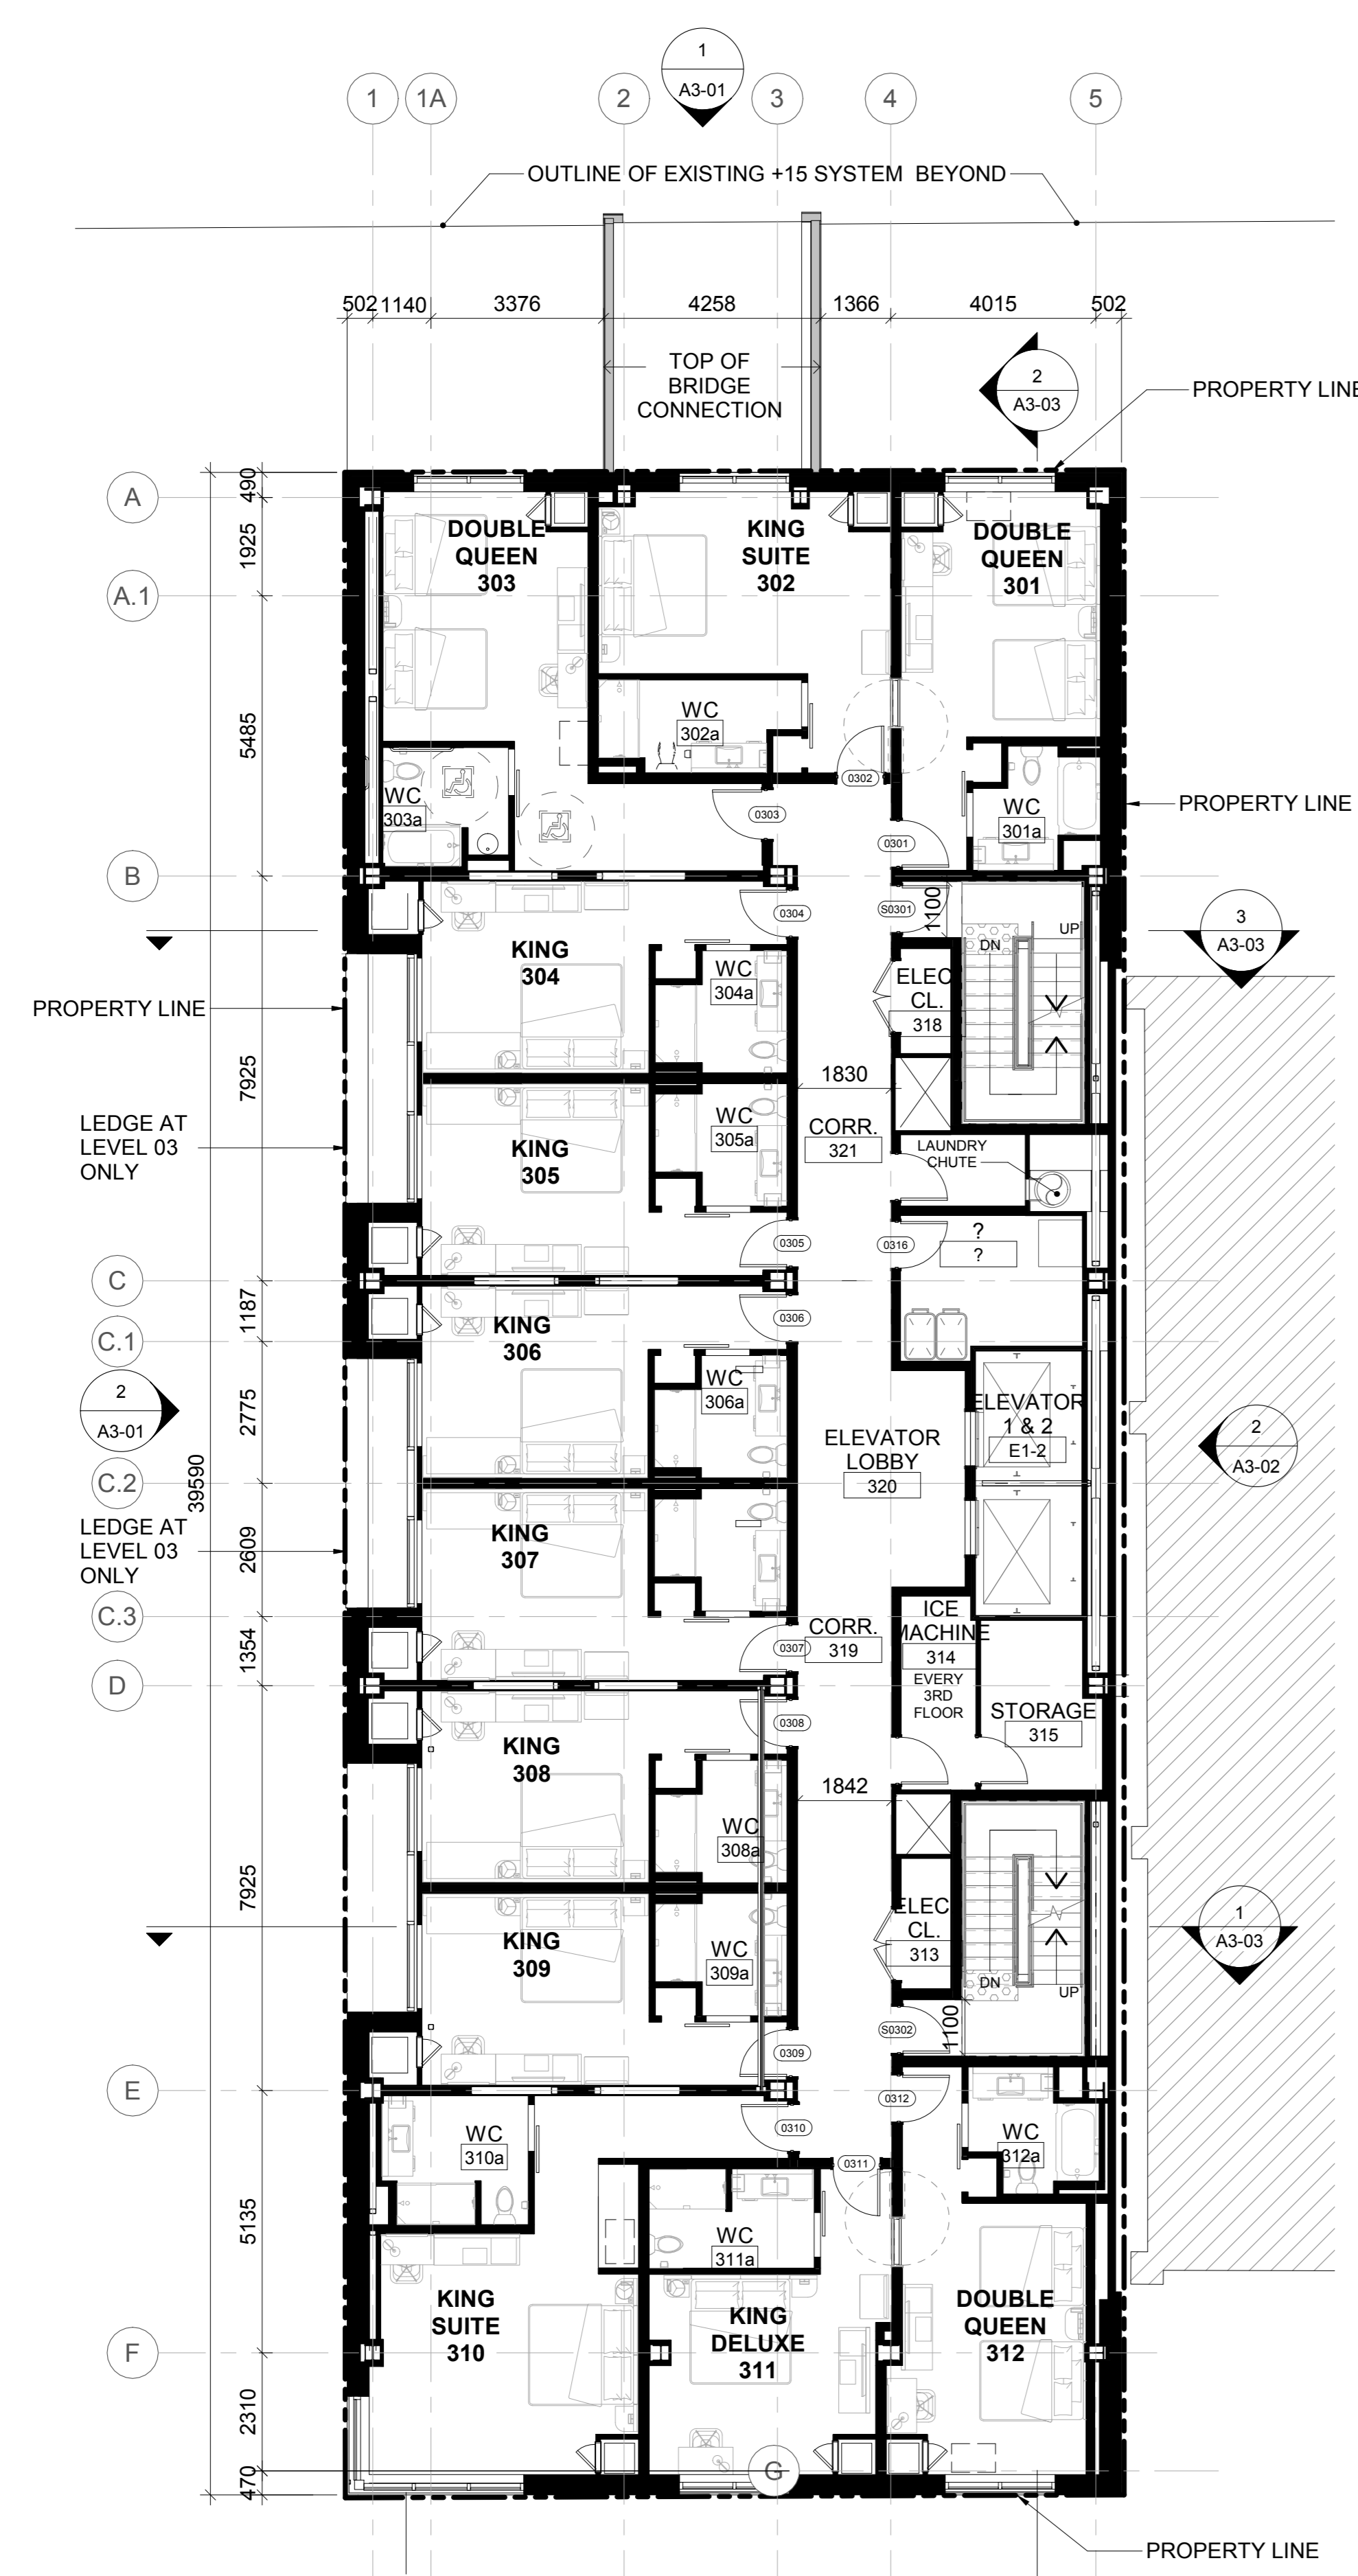 1
A3-01
1
1A
2
3
4
5
OUTLINE OF EXISTING +15 SYSTEM BEYOND
502
1140
3376
4258
1366
4015
502
TOP OF
BRIDGE
CONNECTION
2
A3-03
PROPERTY LINE
A
490
1925
DOUBLE
QUEEN
303
KING
SUITE
302
DOUBLE
QUEEN
301
A.1
5485
WC
302a
0302
WC
303a
0303
0301
WC
301a
PROPERTY LINE
B
0304
S0301
1100
UP
DN
3
A3-03
KING
304
WC
304a
ELEC.
CL.
318
PROPERTY LINE
7925
1830
LEDGE AT
LEVEL 03
ONLY
KING
305
WC
305a
CORR.
321
LAUNDRY
CHUTE
0305
0316
?
?
C
1187
KING
306
0306
C.1
2
A3-01
2775
WC
306a
ELEVATOR
1 & 2
E1-2
ELEVATOR
LOBBY
320
2
A3-02
C.2
39590
LEDGE AT
LEVEL 03
ONLY
2609
KING
307
C.3
1354
0307
CORR.
319
ICE
MACHINE
314
EVERY
3RD
FLOOR
D
STORAGE
315
KING
308
0308
1842
WC
308a
7925
KING
309
WC
309a
ELEC.
CL.
313
1
A3-03
DN
UP
0309
S0302
1100
E
0312
WC
310a
0310
0311
WC
312a
5135
WC
311a
KING
SUITE
310
KING
DELUXE
311
DOUBLE
QUEEN
312
F
2310
G
470
PROPERTY LINE